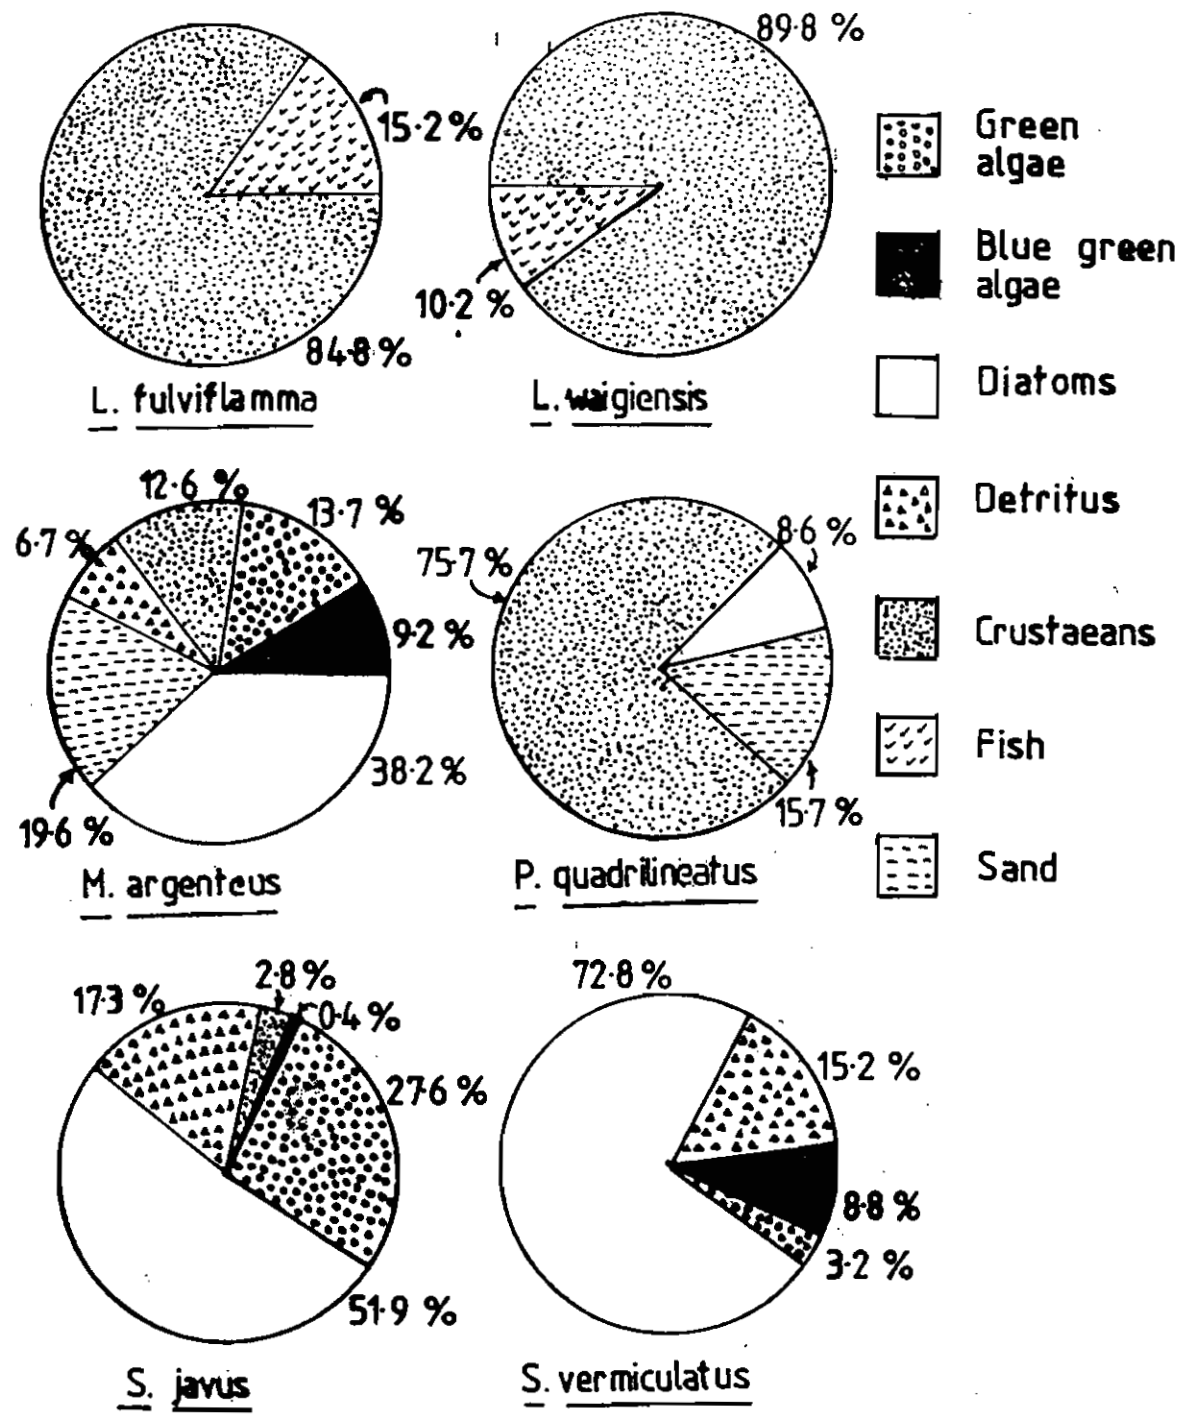 89.8 %
15.2 %
10.2 %
84.8 %
L. fulviflamma
L. waigiensis
Green
algae
Blue green
algae
Diatoms
Detritus
Crustaeans
Fish
Sand
12.6 %
13.7 %
6.7 %
9.2 %
38.2 %
19.6 %
M. argenteus
75.7 %
8.6 %
15.7 %
P. quadrilineatus
17.3 %
2.8 %
0.4 %
27.6 %
51.9 %
S. javus
72.8 %
15.2 %
8.8 %
3.2 %
S. vermiculatus